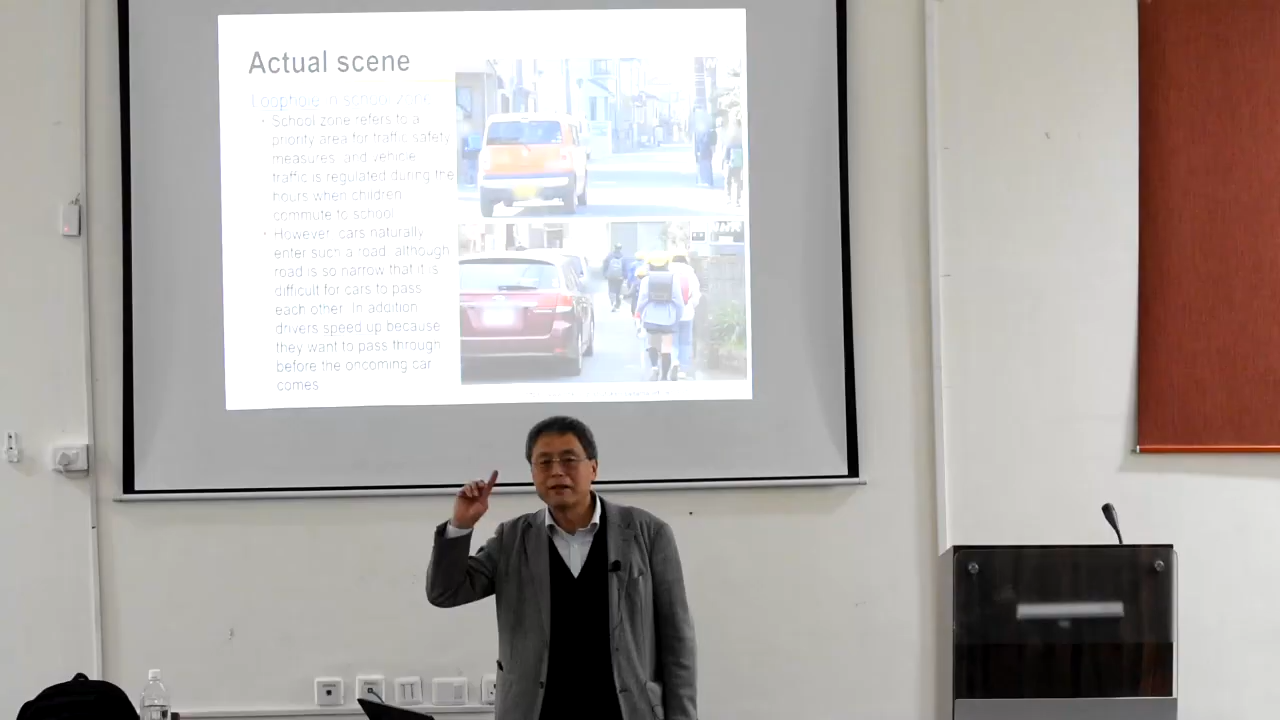 Actual scene
Loophole in school zone
• School zone refers to a
priority area for traffic safety
measures, and vehicle
traffic is regulated during the
hours when children
commute to school.
• However, cars naturally
enter such a road, although
road is so narrow that it is
difficult for cars to pass
each other. In addition,
drivers speed up because
they want to pass through
before the oncoming car
comes.